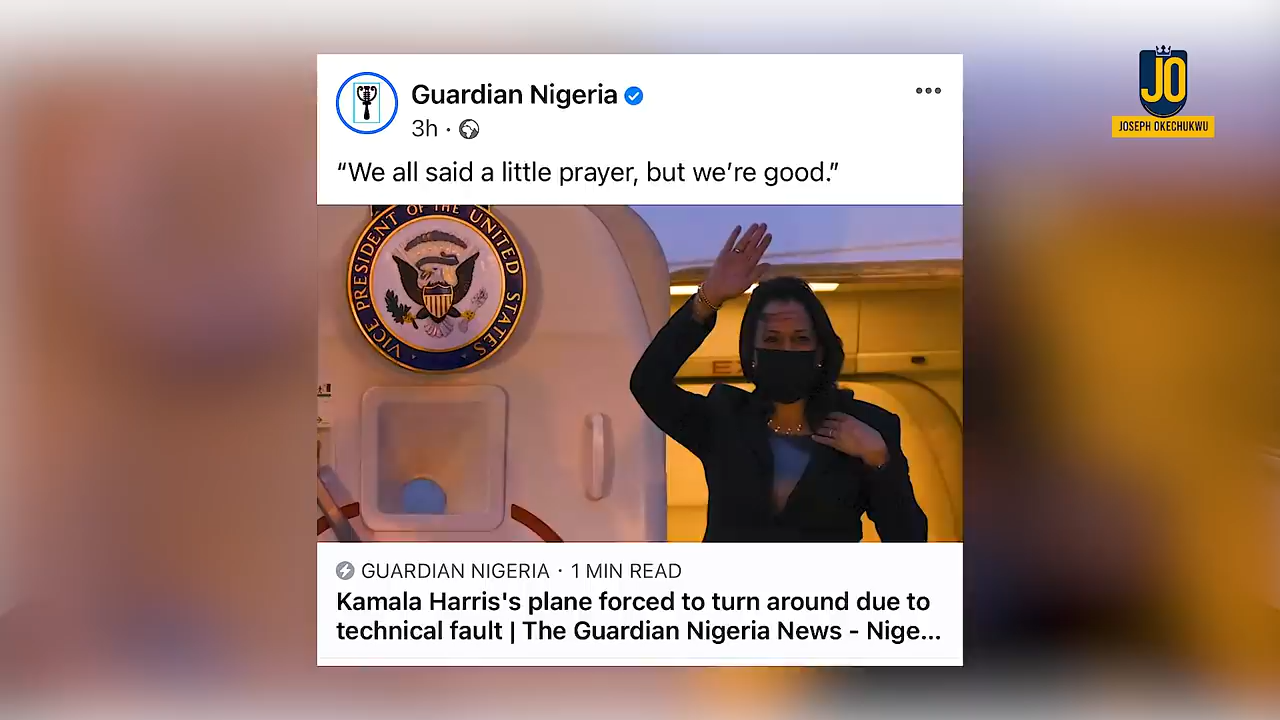 Guardian Nigeria
3h ·
“We all said a little prayer, but we’re good.”
VICE PRESIDENT OF THE UNITED STATES
GUARDIAN NIGERIA · 1 MIN READ
Kamala Harris's plane forced to turn around due to
technical fault | The Guardian Nigeria News - Nige...
JO
JOSEPH OKECHUKWU